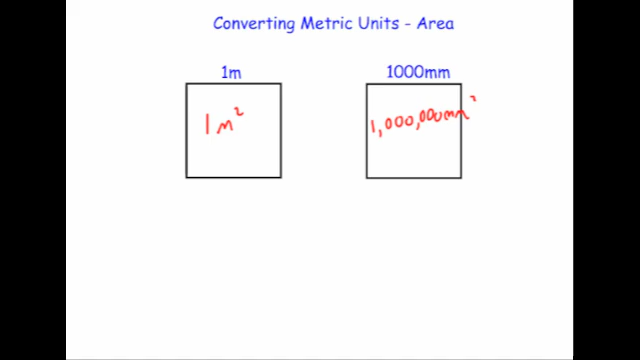 Converting Metric Units - Area
1m
1000mm
1m²
1,000,000mm²